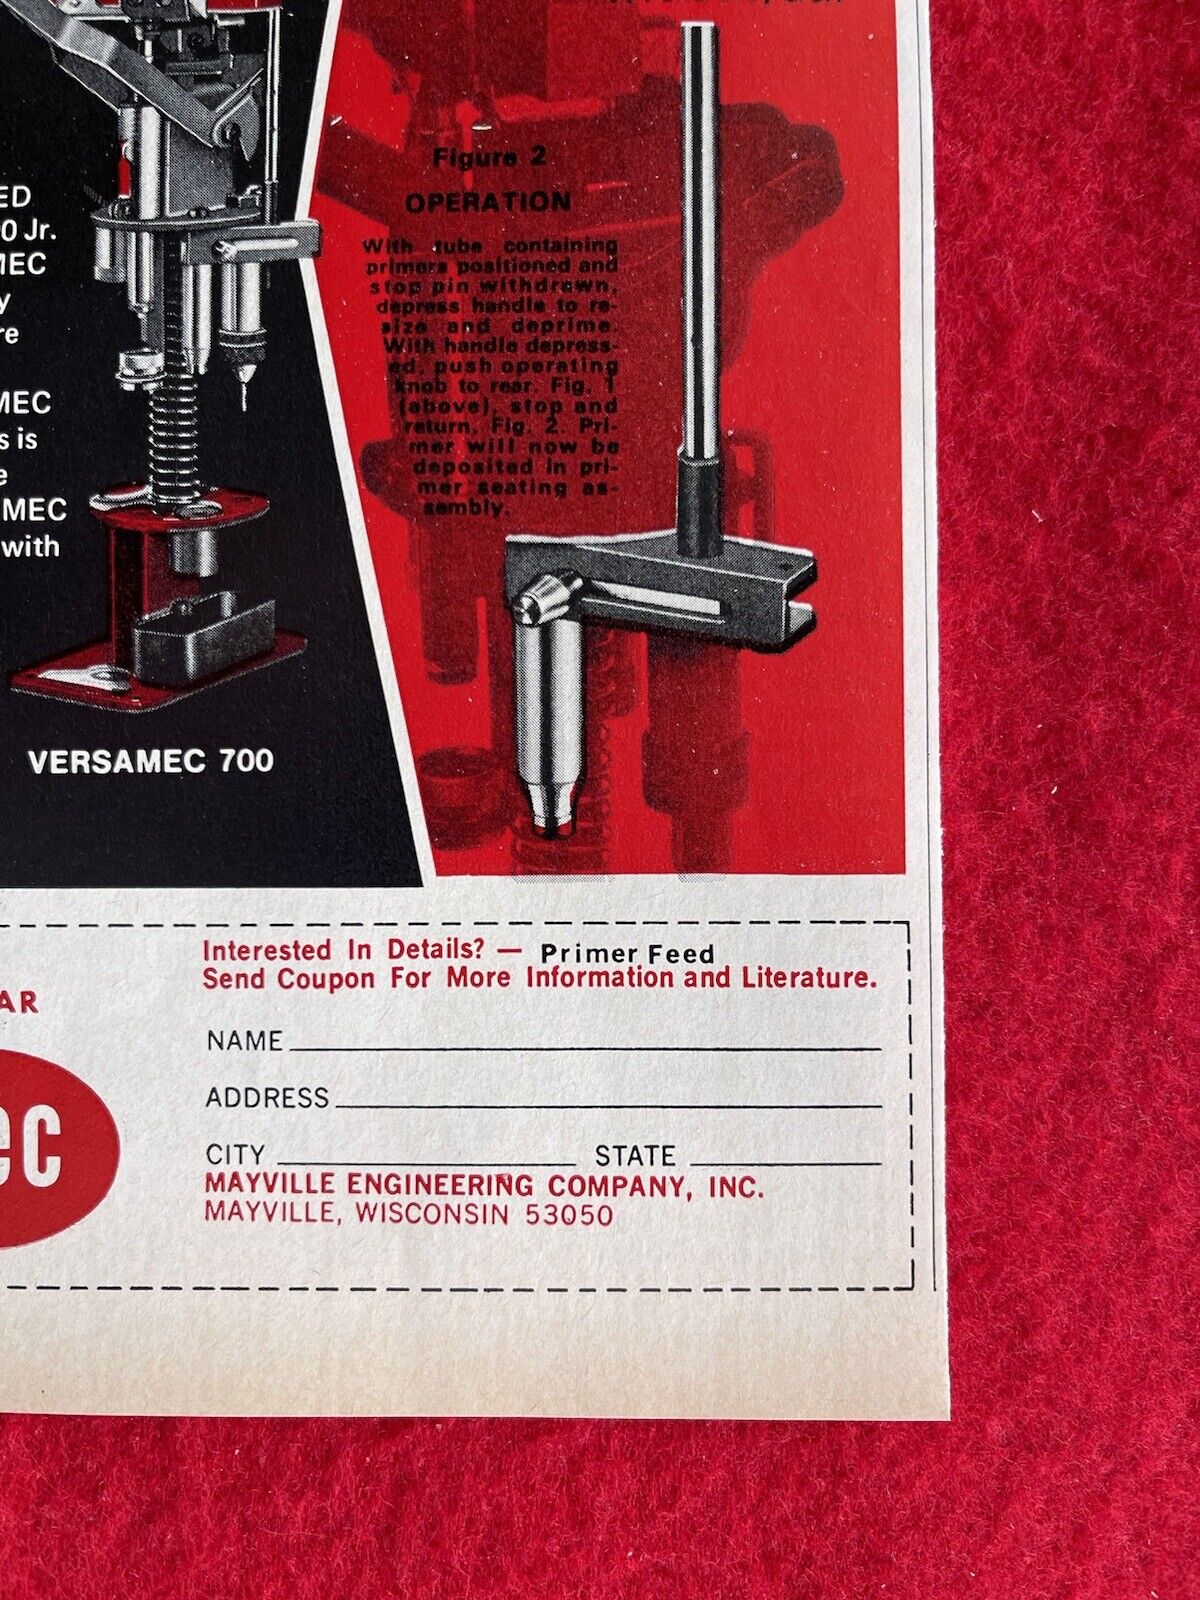 ED
0 Jr.
MEC
y
re
MEC
s is
e
MEC
with
VERSAMEC 700
Figure 2
OPERATION
With tube containing
primers positioned and
stop pin withdrawn,
depress handle to re-
size and deprime.
With handle depress-
ed, push operating
knob to rear. Fig. 1
(above), stop and
return, Fig. 2. Pri-
mer will now be
deposited in pri-
mer seating as-
sembly.
AR
ec
Interested In Details? — Primer Feed
Send Coupon For More Information and Literature.
NAME
ADDRESS
CITY STATE
MAYVILLE ENGINEERING COMPANY, INC.
MAYVILLE, WISCONSIN 53050